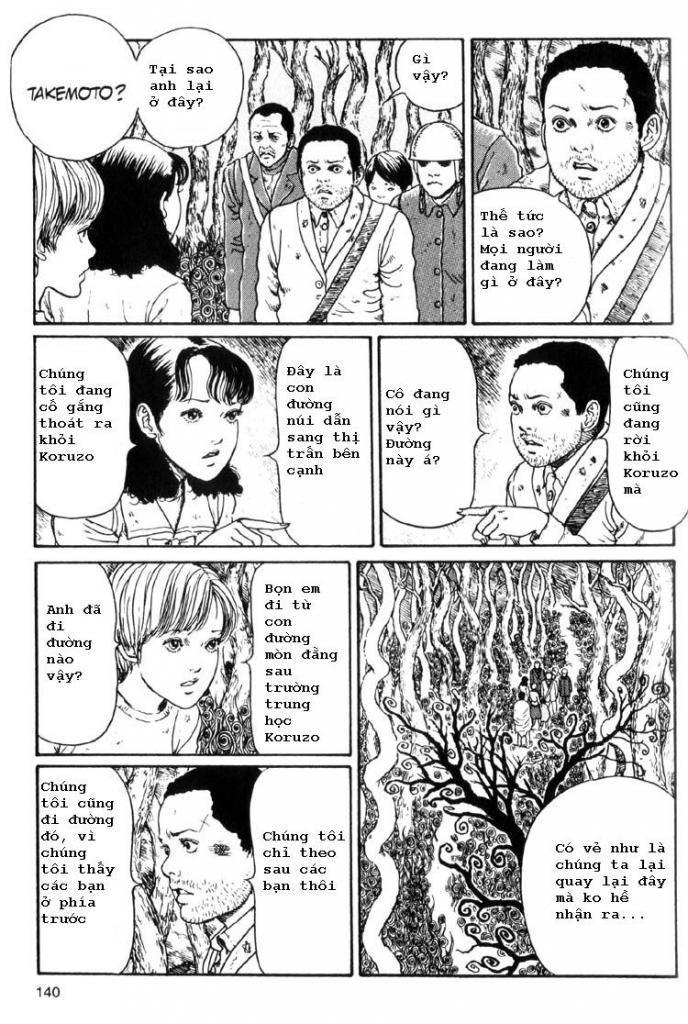 TAKEMOTO?
Tại sao
anh lại
ở đây?
Gì
vậy?
Thế tức
là sao?
Mọi người
đang làm
gì ở đây?
Chúng
tôi đang
cố gắng
thoát ra
khỏi
Koruzo
Đây là
con
đường
núi dẫn
sang thị
trấn bên
cạnh
Cô đang
nói gì
vậy?
Đường
này á?
Chúng
tôi
cũng
đang
rời
khỏi
Koruzo
mà
Anh đã
đi
đường
nào
vậy?
Bọn em
đi từ
con
đường
mòn đằng
sau
trường
trung
học
Koruzo
Chúng
tôi cũng
đi đường
đó, vì
chúng
tôi thấy
các bạn
ở phía
trước
Chúng tôi
chỉ theo
sau các
bạn thôi
Có vẻ như là
chúng ta lại
quay lại đây
mà ko hề
nhận ra...
140